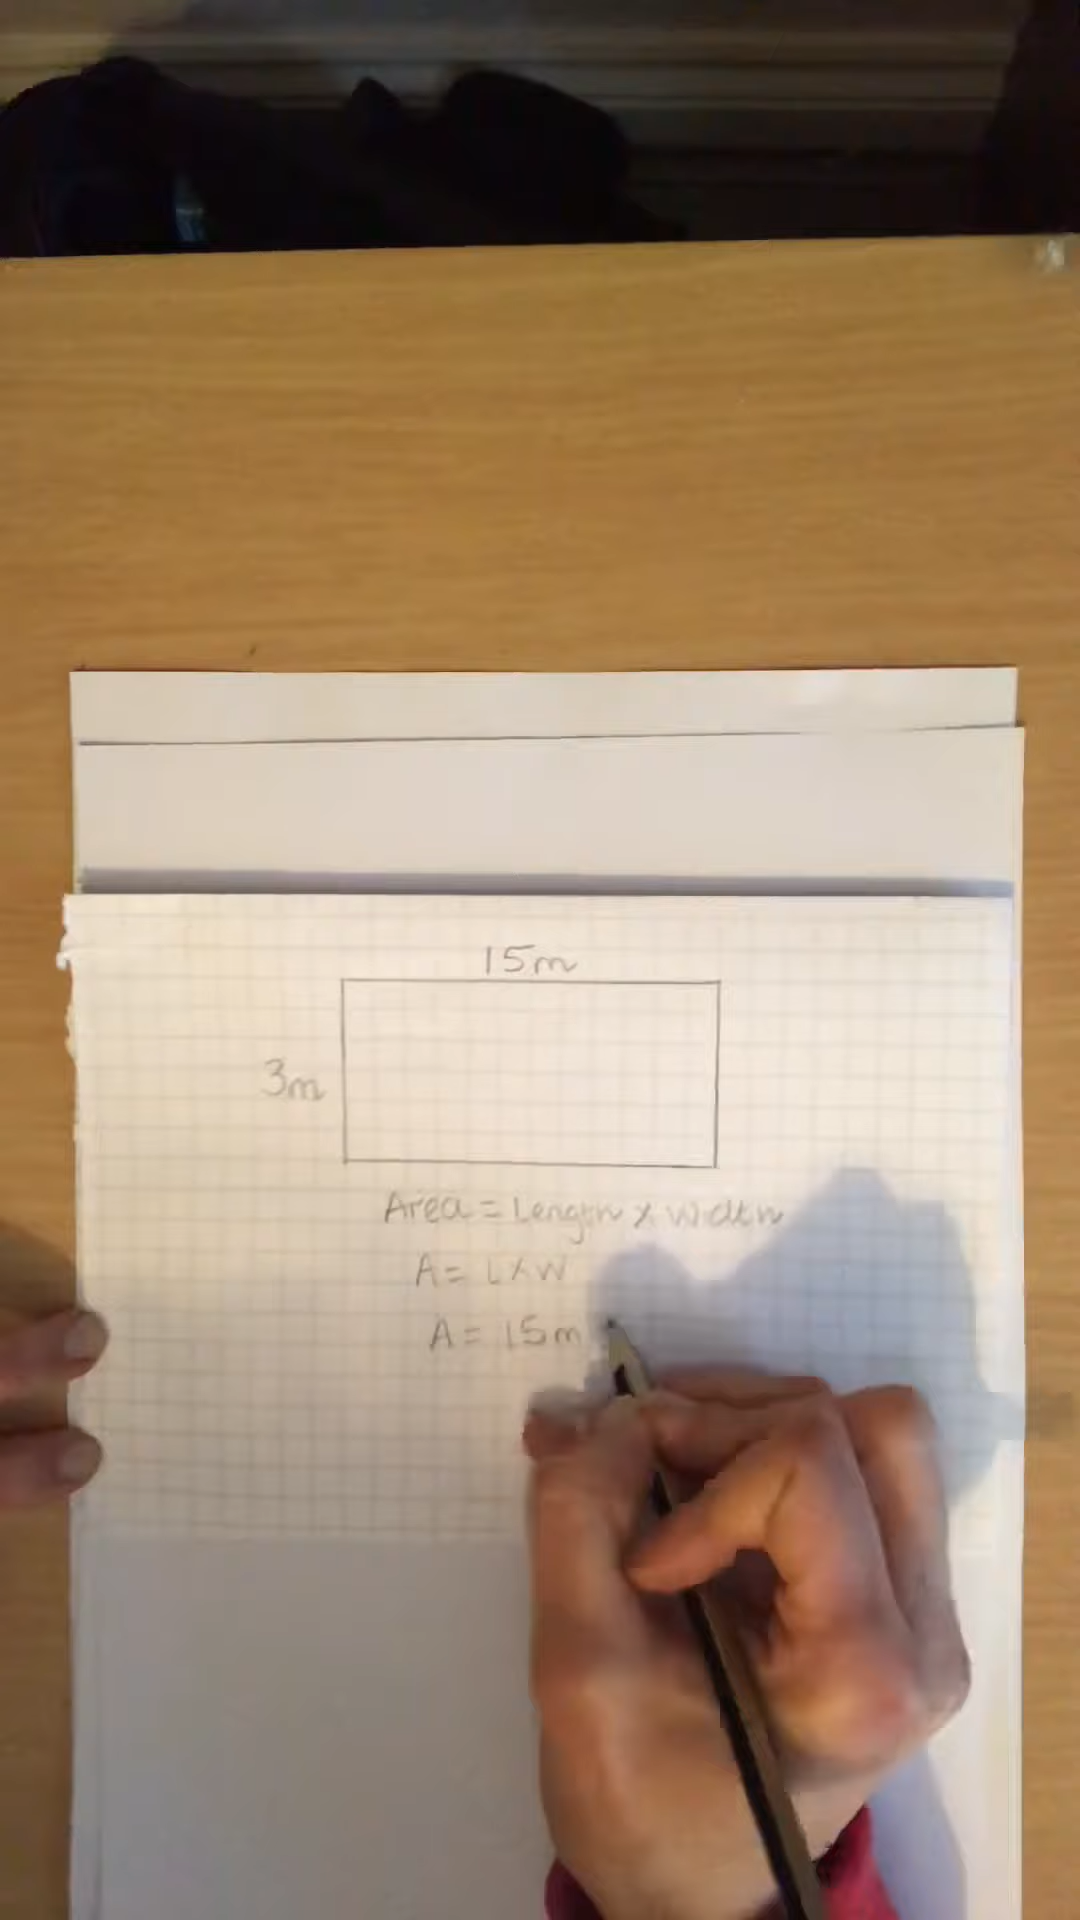 15m
3m
Area = Length x Width
A = L x W
A = 15m